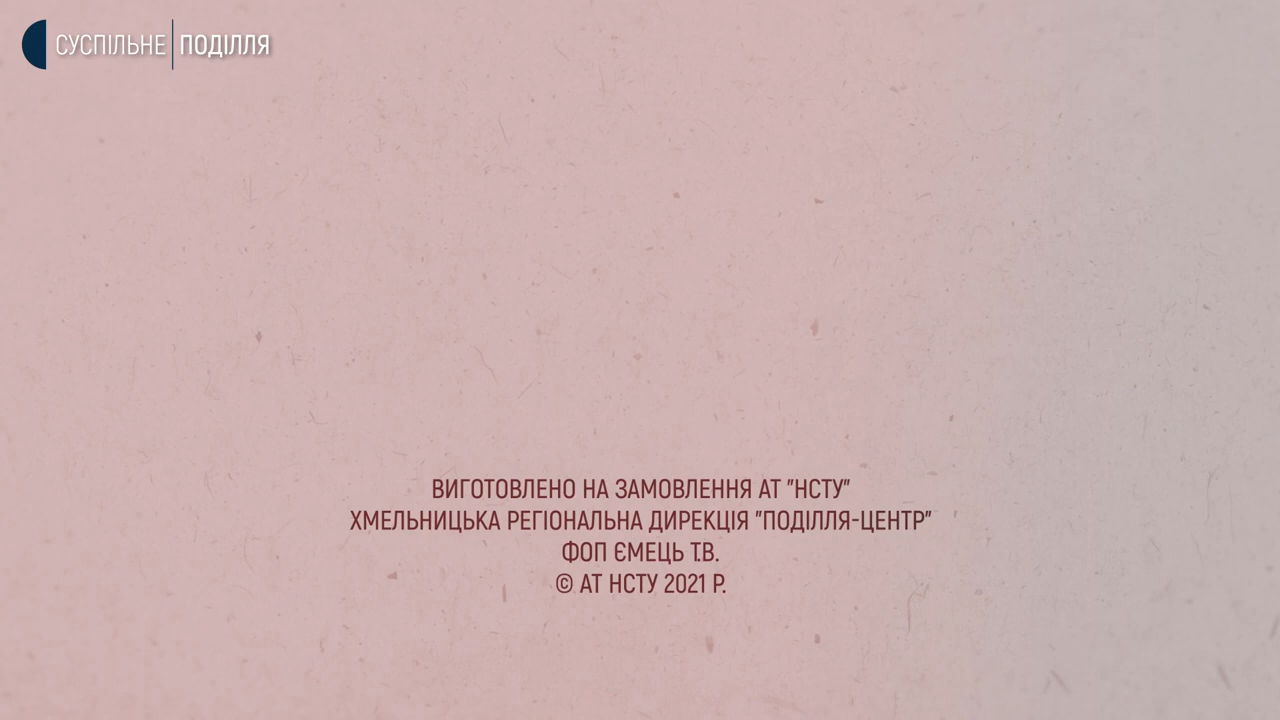 СУСПІЛЬНЕ ПОДІЛЛЯ
ВИГОТОВЛЕНО НА ЗАМОВЛЕННЯ АТ "НСТУ"
ХМЕЛЬНИЦЬКА РЕГІОНАЛЬНА ДИРЕКЦІЯ "ПОДІЛЛЯ-ЦЕНТР"
ФОП ЄМЕЦЬ Т.В.
© АТ НСТУ 2021 Р.